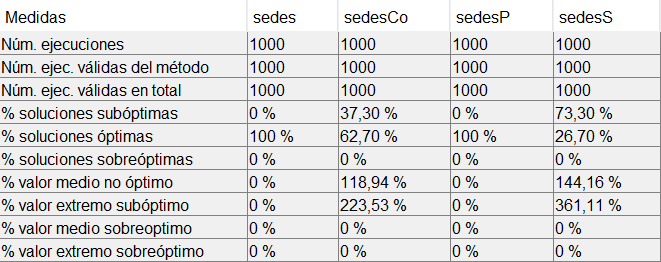 Medidas sedes sedesCo sedesP sedesS
Núm. ejecuciones 1000 1000 1000 1000
Núm. ejec. válidas del método 1000 1000 1000 1000
Núm. ejec. válidas en total 1000 1000 1000 1000
% soluciones subóptimas 0 % 37,30 % 0 % 73,30 %
% soluciones óptimas 100 % 62,70 % 100 % 26,70 %
% soluciones sobreóptimas 0 % 0 % 0 % 0 %
% valor medio no óptimo 0 % 118,94 % 0 % 144,16 %
% valor extremo subóptimo 0 % 223,53 % 0 % 361,11 %
% valor medio sobreoptimo 0 % 0 % 0 % 0 %
% valor extremo sobreóptimo 0 % 0 % 0 % 0 %